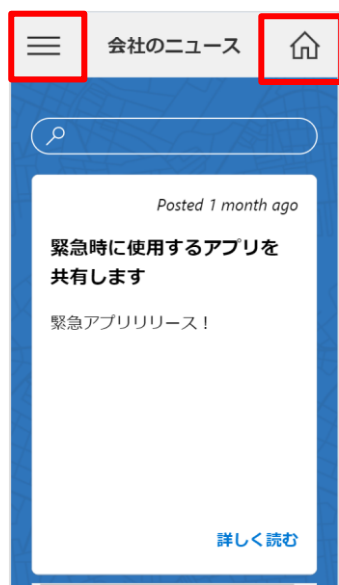 会社のニュース
Posted 1 month ago
緊急時に使用するアプリを
共有します
緊急アプリリリース！
詳しく読む